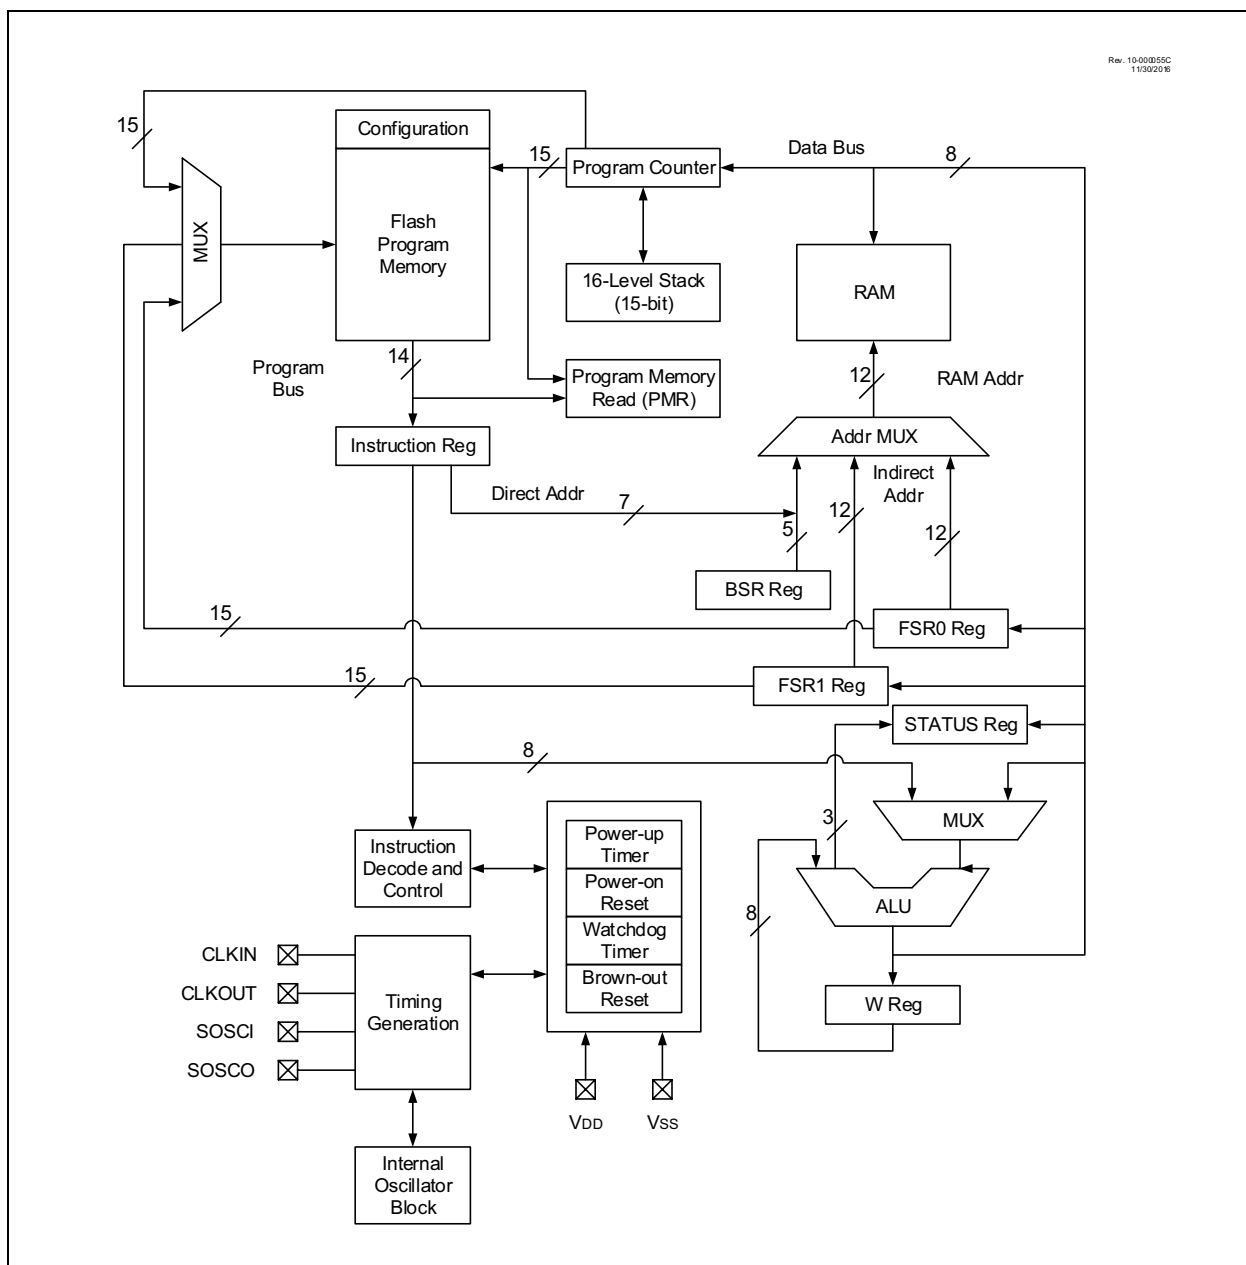 Rev. 10-000055C
11/30/2016
15
Configuration
15
Program Counter
Data Bus
8
MUX
Flash
Program
Memory
16-Level Stack
(15-bit)
RAM
Program
Bus
14
Program Memory
Read (PMR)
12
RAM Addr
Instruction Reg
Addr MUX
Direct Addr
7
Indirect
Addr
5
12
12
BSR Reg
15
FSR0 Reg
15
FSR1 Reg
STATUS Reg
8
3
MUX
Instruction
Decode and
Control
Power-up
Timer
Power-on
Reset
Watchdog
Timer
Brown-out
Reset
8
ALU
W Reg
CLKIN
CLKOUT
SOSCI
SOSCO
Timing
Generation
VDD
VSS
Internal
Oscillator
Block